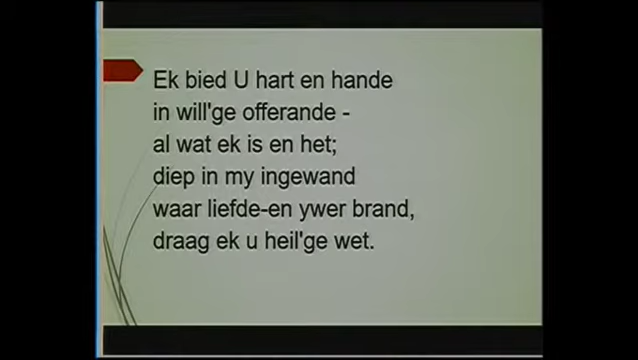 Ek bied U hart en hande
in will'ge offerande -
al wat ek is en het;
diep in my ingewand
waar liefde-en ywer brand,
draag ek u heil'ge wet.